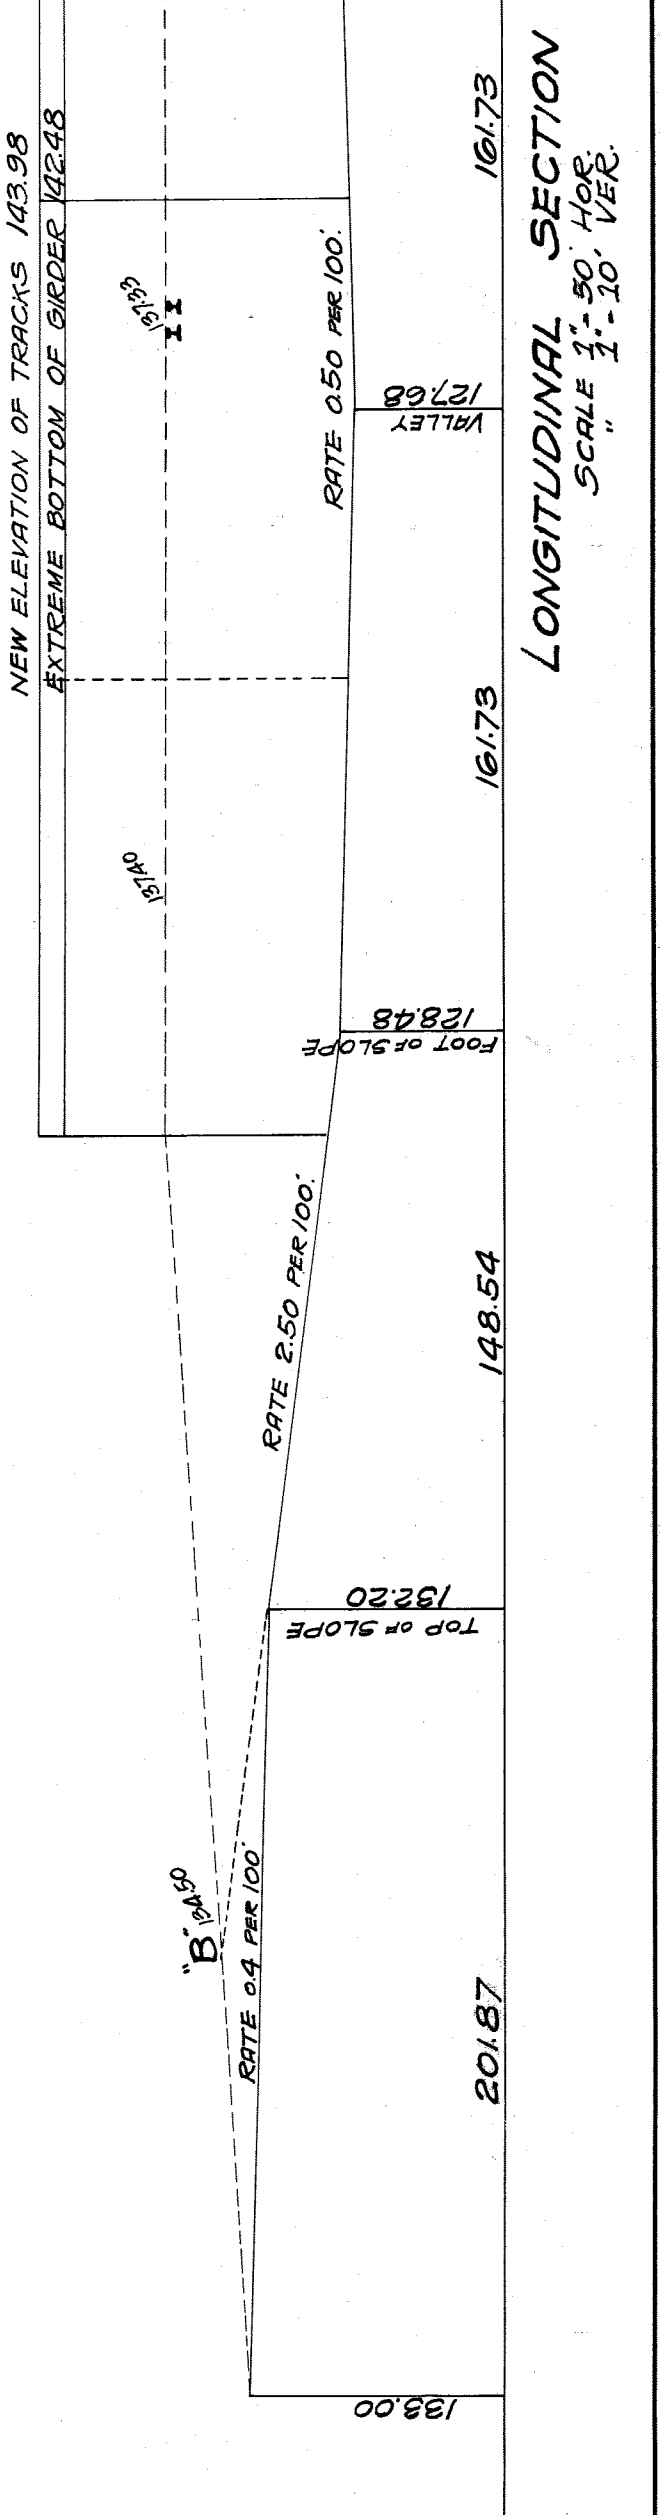 NEW ELEVATION OF TRACKS 143.98
EXTREME BOTTOM OF GIRDER 142.48
137.40
137.33
"B" 134.50
RATE 0.4 PER 100'
RATE 2.50 PER 100'.
RATE 0.50 PER 100'.
133.00
TOP OF SLOPE
132.20
FOOT OF SLOPE
128.48
VALLEY
127.68
201.87
148.54
161.73
161.73
LONGITUDINAL SECTION
SCALE 1"-50' HOR.
" 1"-10' VER.